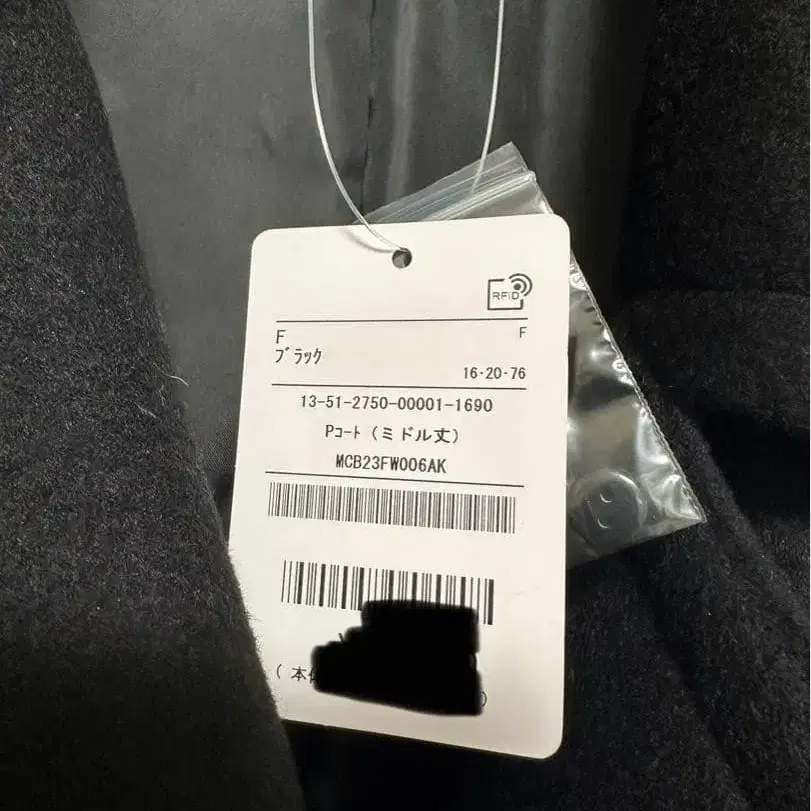 RFID
F F
ﾌﾞﾗｯｸ
16-20-76
13-51-2750-00001-1690
Pｺｰﾄ(ミドル丈)
MCB23FW006AK
(本
)